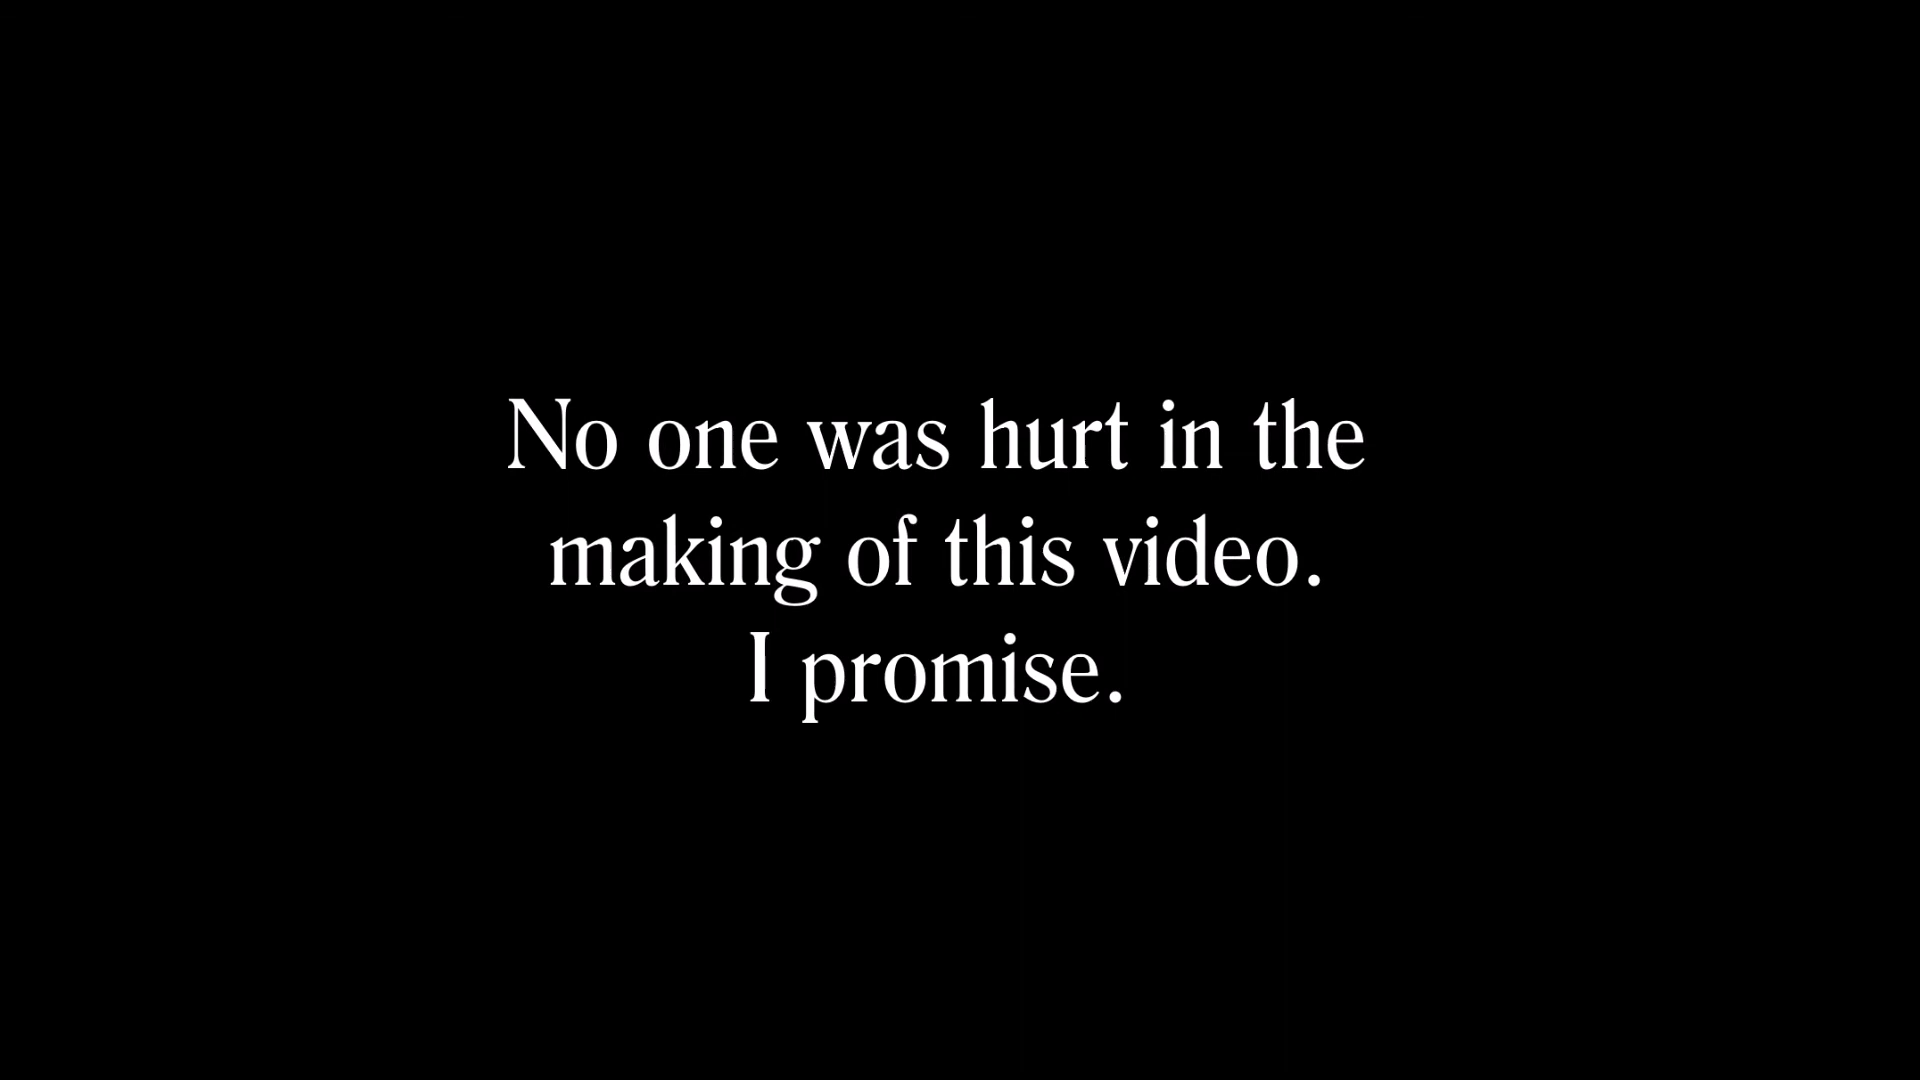 No one was hurt in the
making of this video.
I promise.